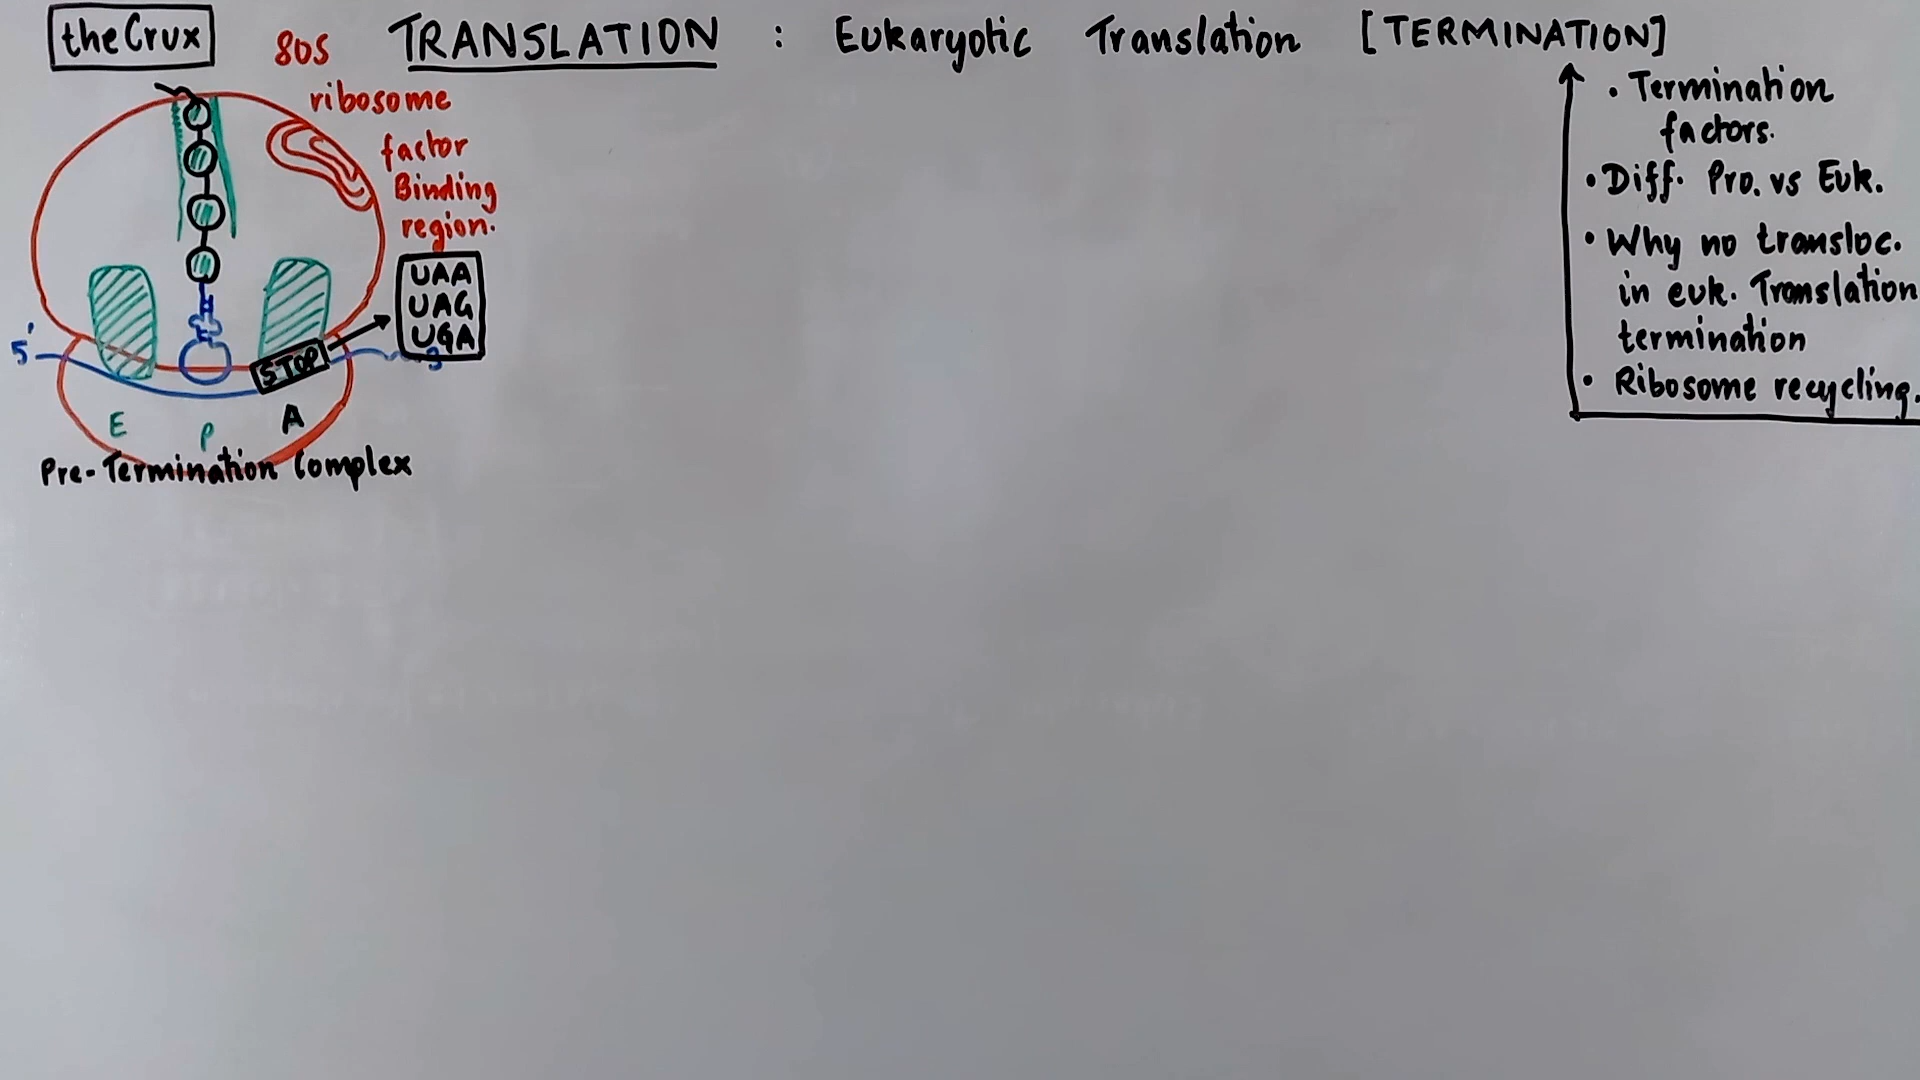 theCrux
TRANSLATION : Eukaryotic Translation [TERMINATION]
80S
ribosome
factor
Binding
region.
UAA
UAG
UGA
5'
STOP
3
E
P
A
Pre-Termination Complex
• Termination
factors.
• Diff. Pro. vs Euk.
• Why no transloc.
in euk. Translation
termination
• Ribosome recycling.